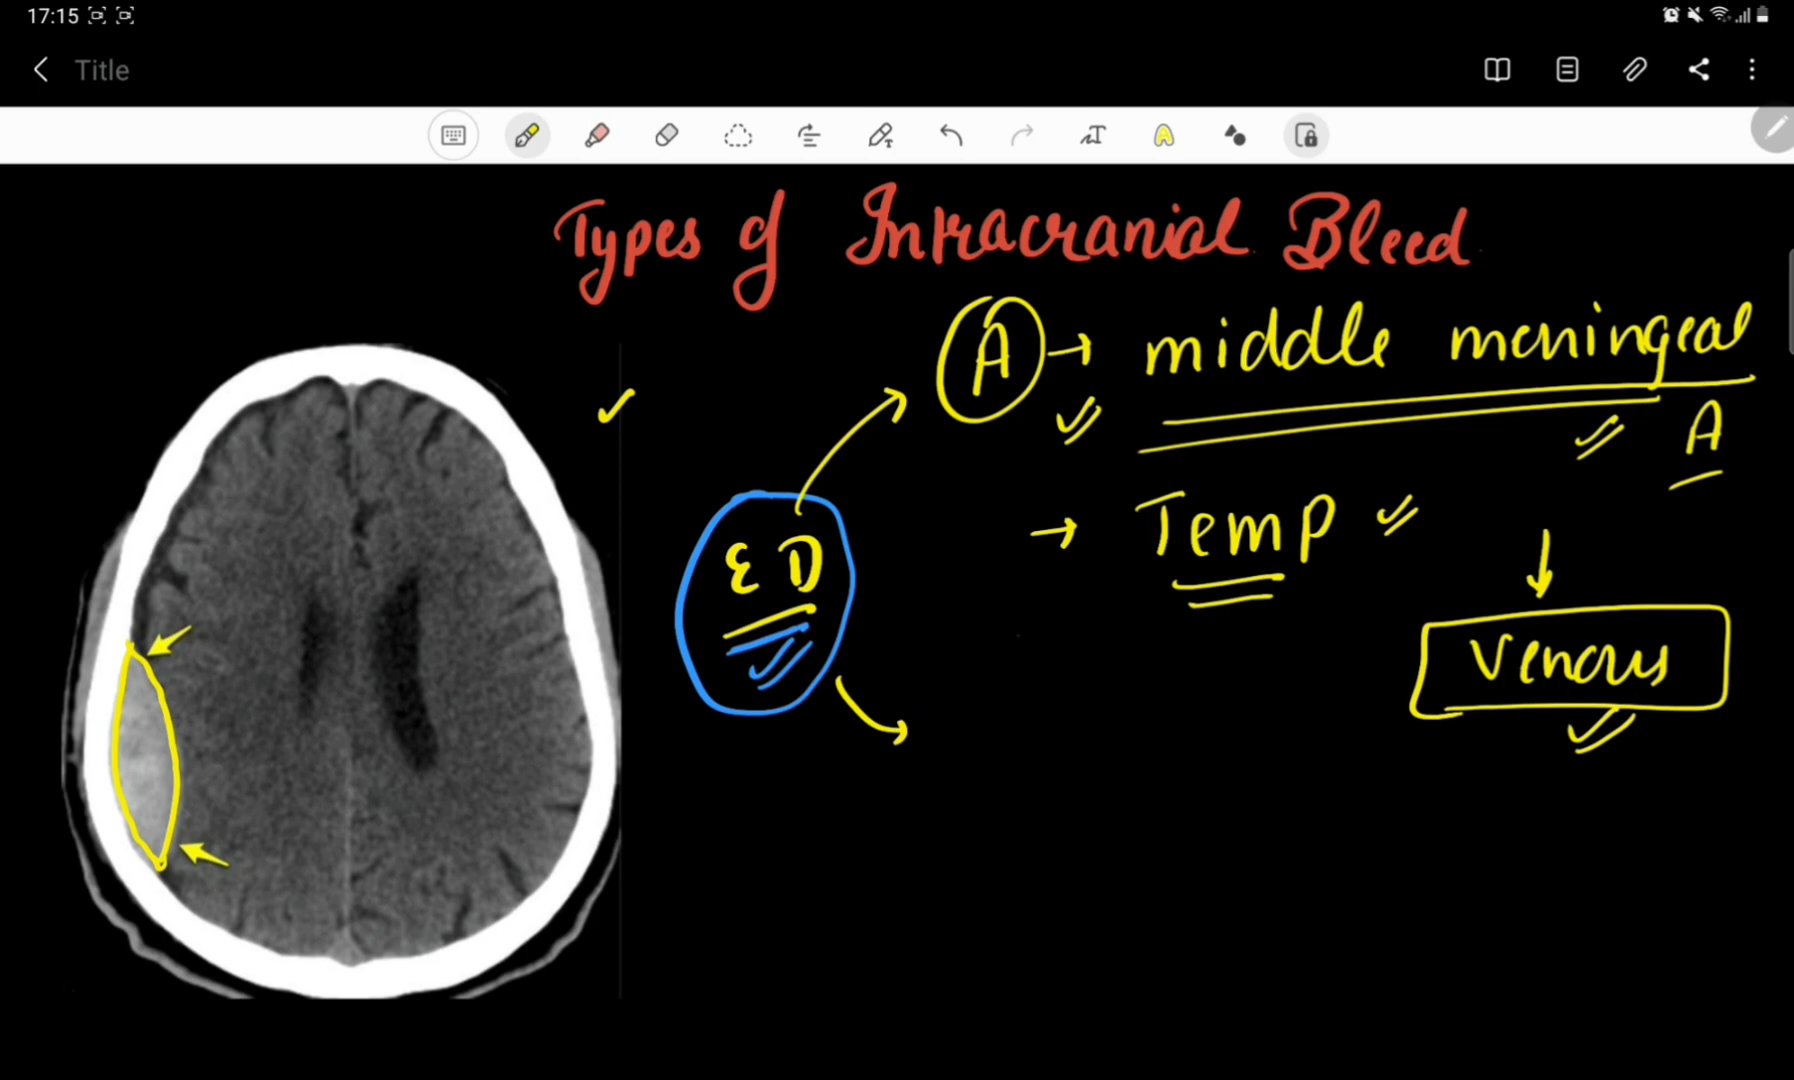 17:15
Title
Types of Intracranial Bleed
A → middle meningeal
A
ED
→ Temp
Venous